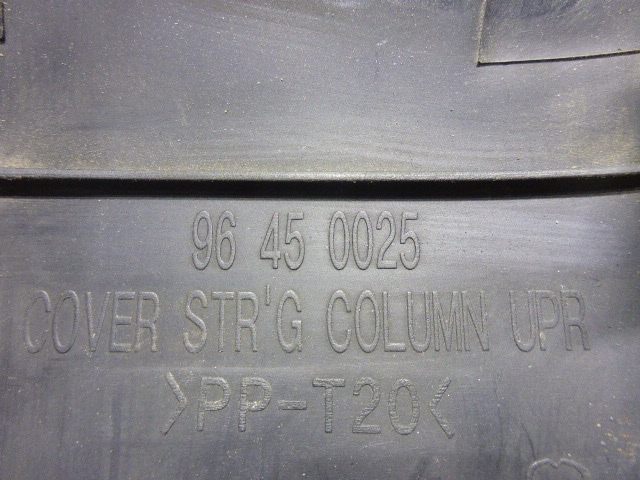 96 45 0025
COVER STR'G COLUMN UPR
>PP-T20<